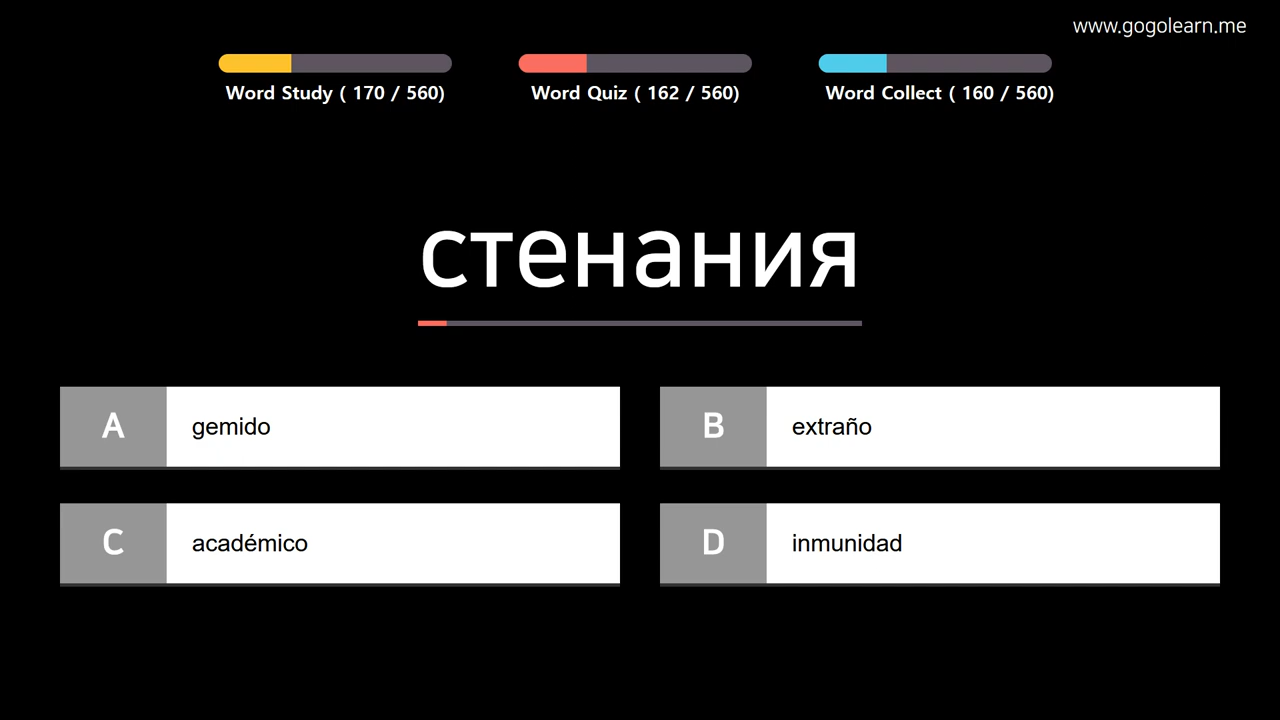 www.gogolearn.me
Word Study ( 170 / 560)
Word Quiz ( 162 / 560)
Word Collect ( 160 / 560)
стенания
A gemido
B extraño
C académico
D inmunidad